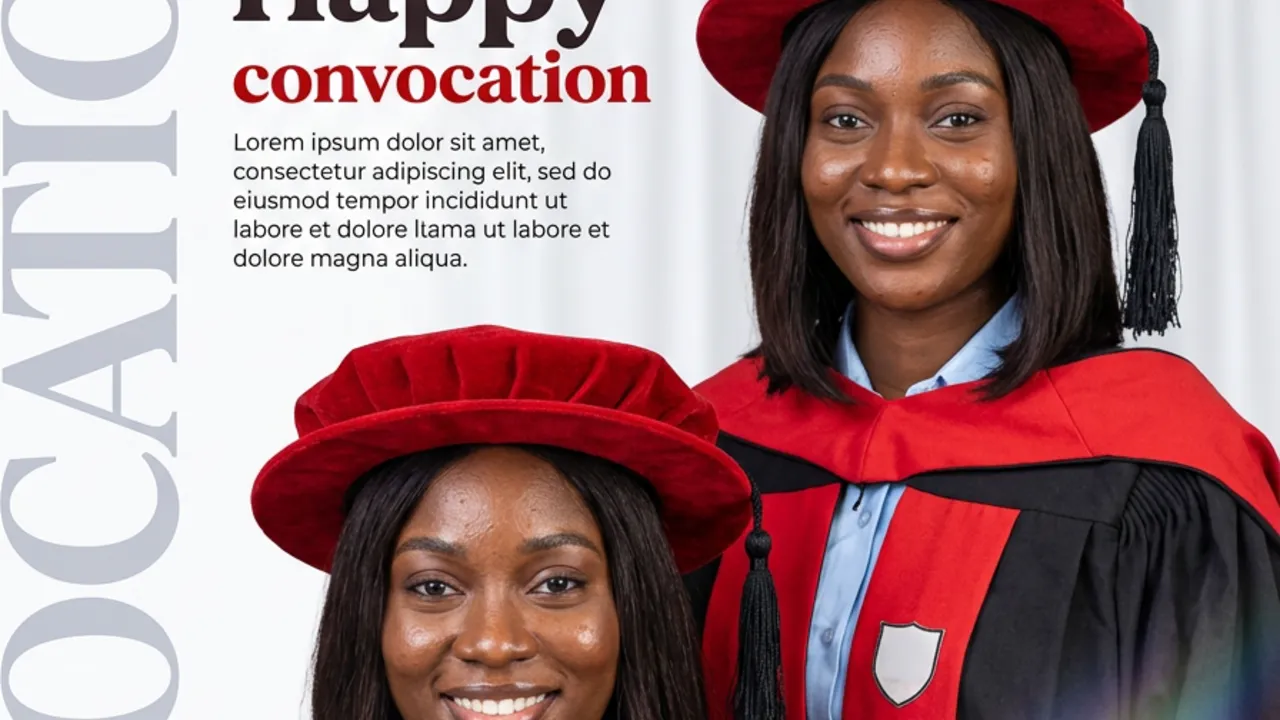 Happy
convocation
Lorem ipsum dolor sit amet,
consectetur adipiscing elit, sed do
eiusmod tempor incididunt ut
labore et dolore ltama ut labore et
dolore magna aliqua.
OCATIO